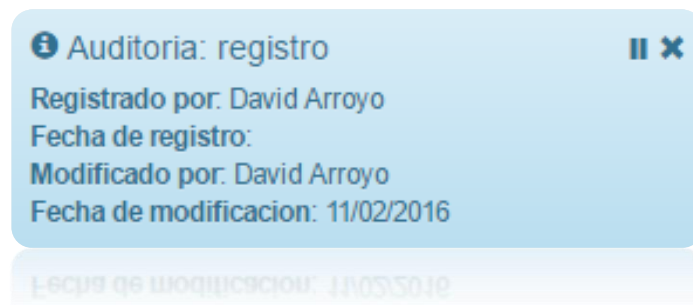 Auditoria: registro
Registrado por: David Arroyo
Fecha de registro:
Modificado por: David Arroyo
Fecha de modificacion: 11/02/2016